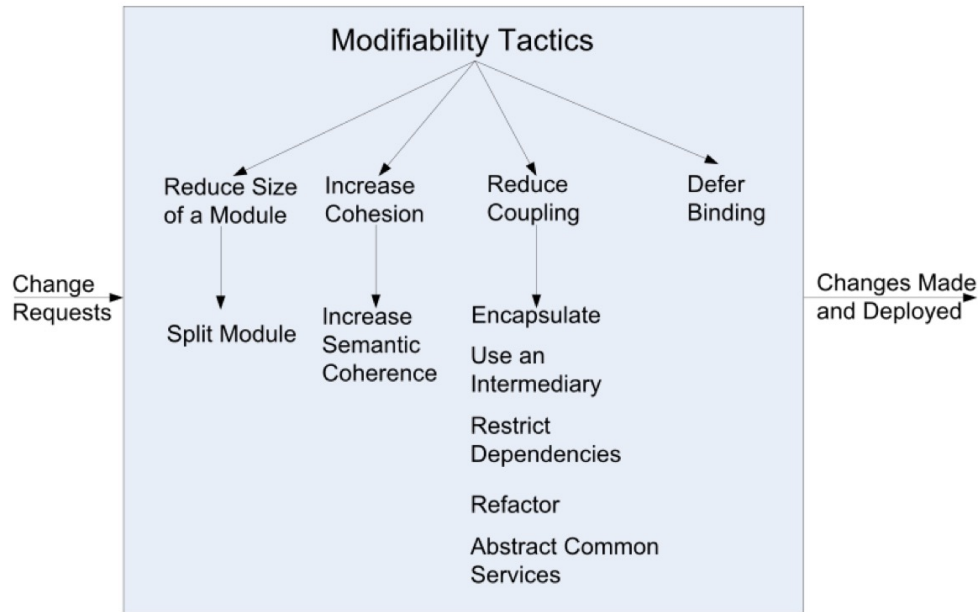 Modifiability Tactics
Reduce Size
of a Module
Increase
Cohesion
Reduce
Coupling
Defer
Binding
Change
Requests
Changes Made
and Deployed
Split Module
Increase
Semantic
Coherence
Encapsulate
Use an
Intermediary
Restrict
Dependencies
Refactor
Abstract Common
Services